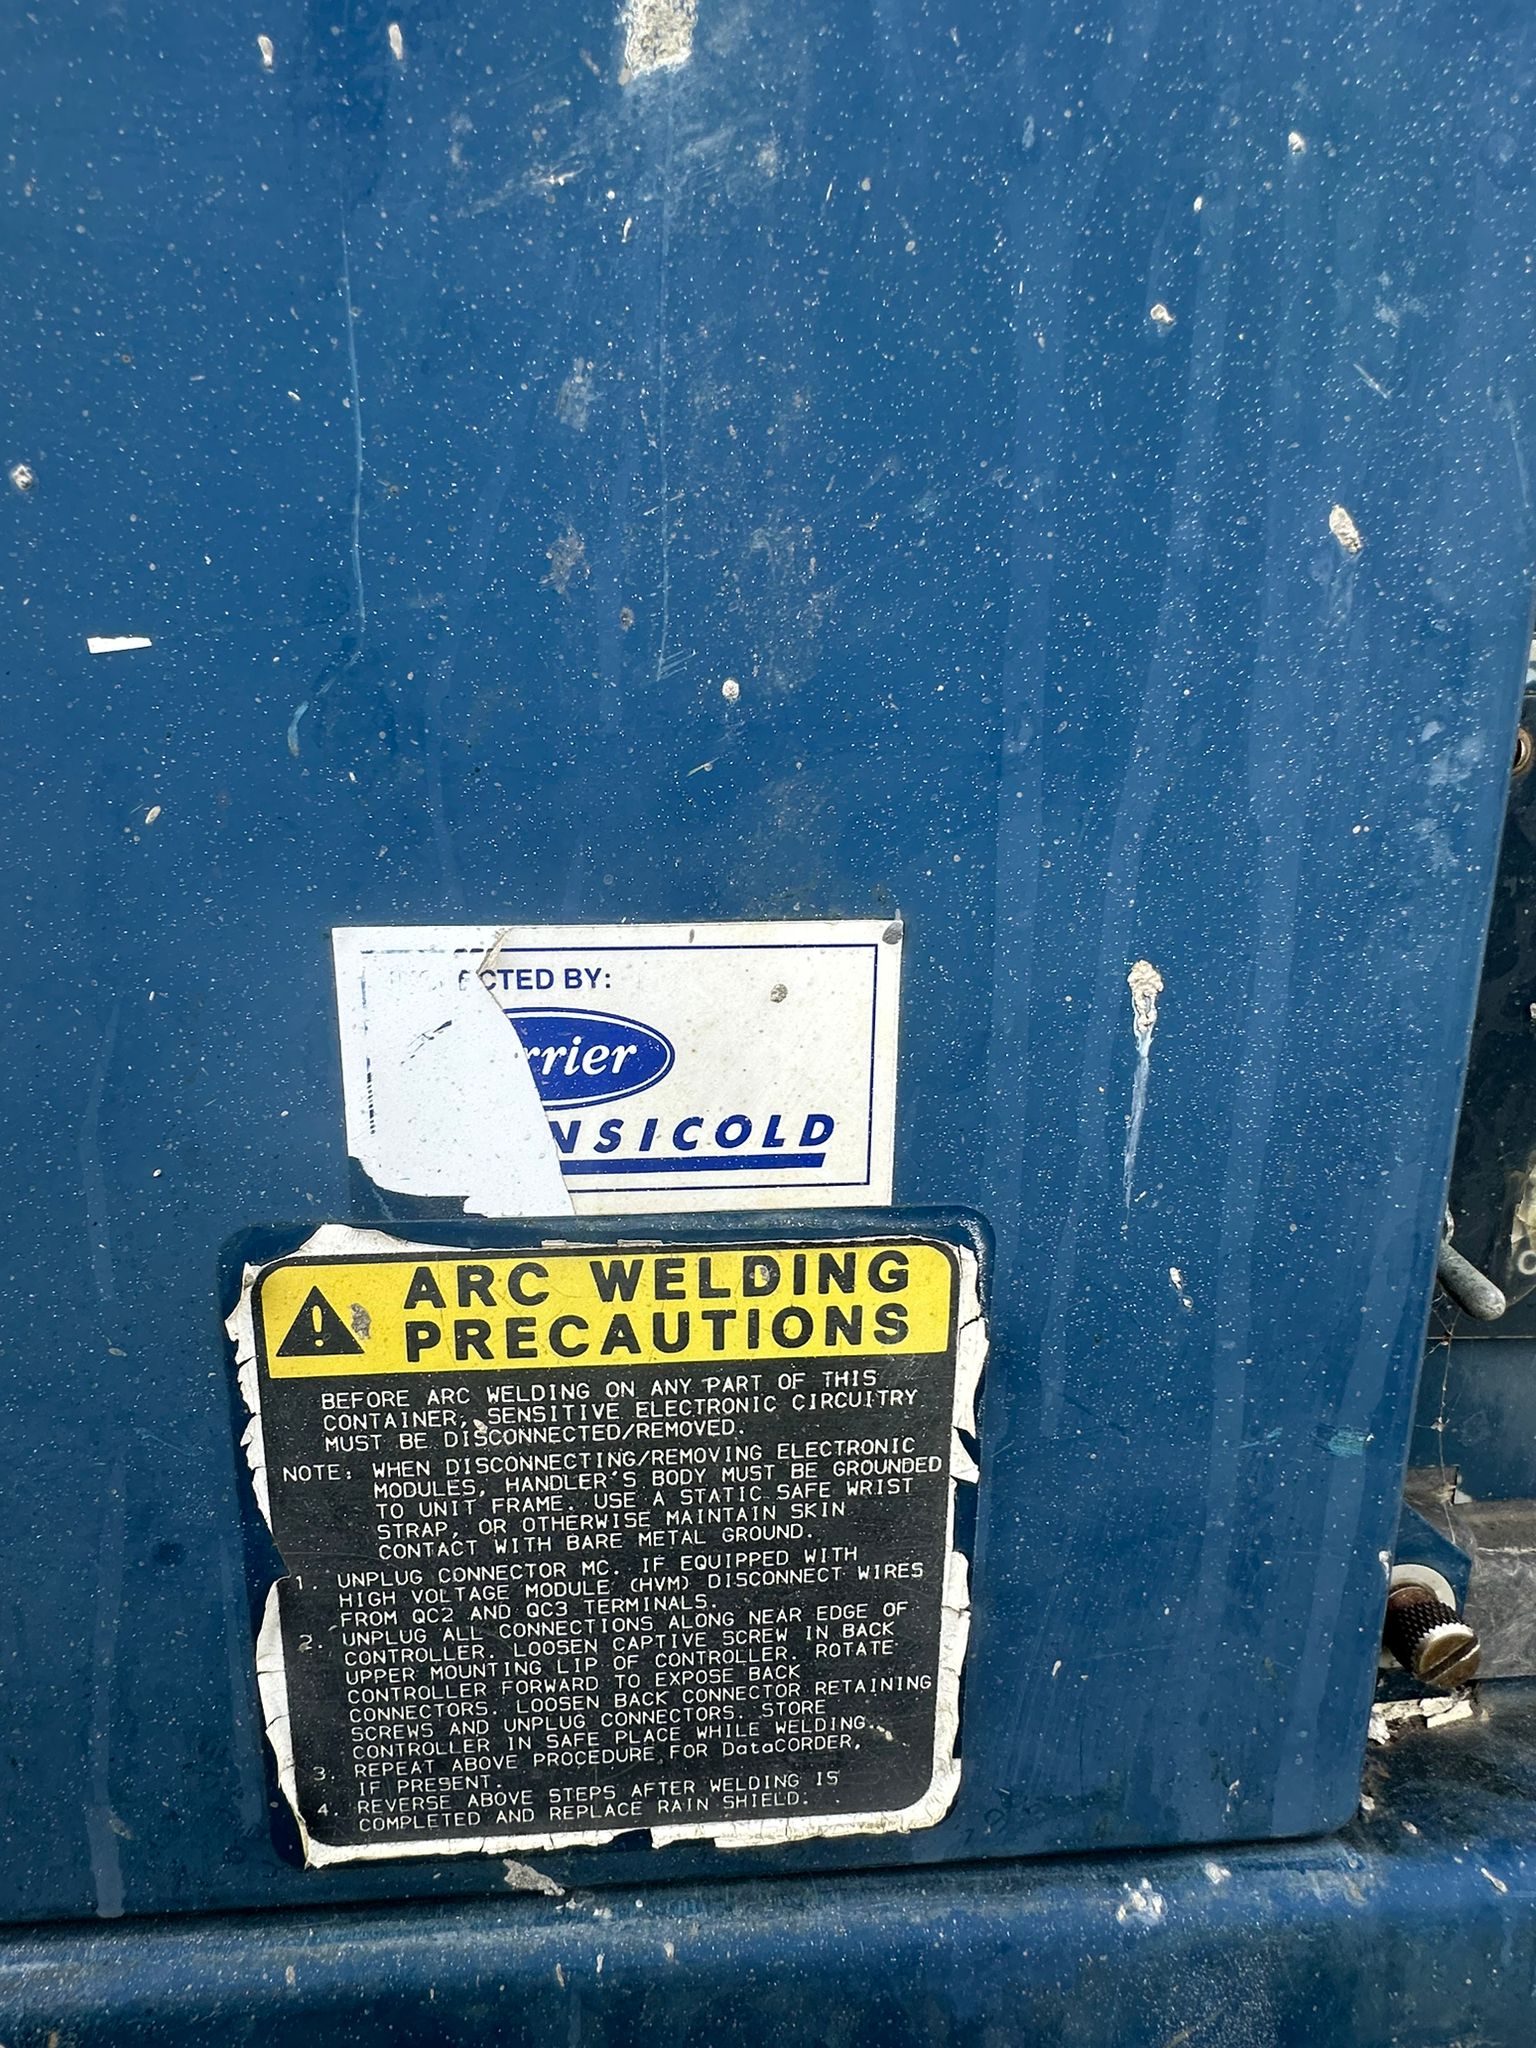 CTED BY:
rrier
NSICOLD
ARC WELDING
PRECAUTIONS
BEFORE ARC WELDING ON ANY PART OF THIS
CONTAINER, SENSITIVE ELECTRONIC CIRCUITRY
MUST BE DISCONNECTED/REMOVED.
NOTE: WHEN DISCONNECTING/REMOVING ELECTRONIC
MODULES, HANDLER'S BODY MUST BE GROUNDED
TO UNIT FRAME. USE A STATIC SAFE WRIST
STRAP, OR OTHERWISE MAINTAIN SKIN
CONTACT WITH BARE METAL GROUND.
1. UNPLUG CONNECTOR MC. IF EQUIPPED WITH
HIGH VOLTAGE MODULE (HVM) DISCONNECT WIRES
FROM QC2 AND QC3 TERMINALS.
2. UNPLUG ALL CONNECTIONS ALONG NEAR EDGE OF
CONTROLLER. LOOSEN CAPTIVE SCREW IN BACK
UPPER MOUNTING LIP OF CONTROLLER. ROTATE
CONTROLLER FORWARD TO EXPOSE BACK
CONNECTORS. LOOSEN BACK CONNECTOR RETAINING
SCREWS AND UNPLUG CONNECTORS. STORE
CONTROLLER IN SAFE PLACE WHILE WELDING.
3. REPEAT ABOVE PROCEDURE FOR DataCORDER,
IF PRESENT.
4. REVERSE ABOVE STEPS AFTER WELDING IS
COMPLETED AND REPLACE RAIN SHIELD.